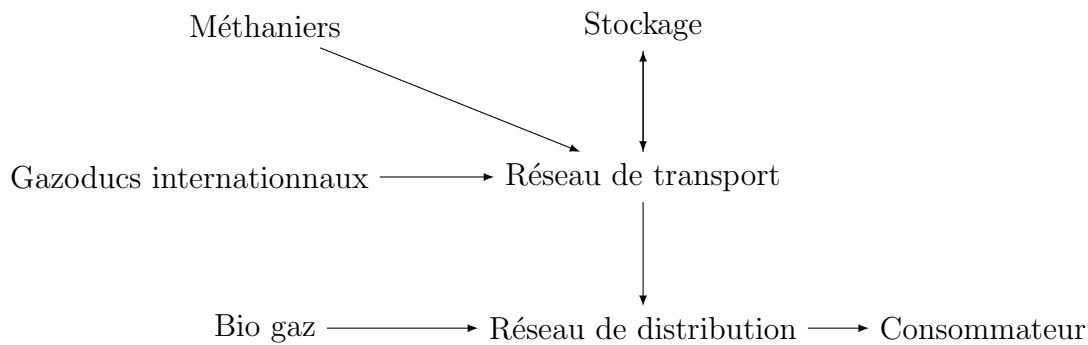 Méthaniers
Stockage
Gazoducs internationnaux
Réseau de transport
Bio gaz
Réseau de distribution
Consommateur